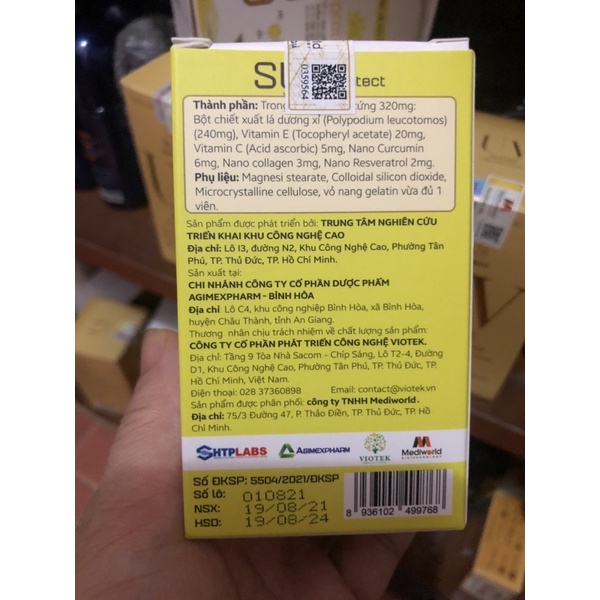 tect
0359564
Thành phần: Trong ứng 320mg:
Bột chiết xuất lá dương xỉ (Polypodium leucotomos)
(240mg), Vitamin E (Tocopheryl acetate) 20mg,
Vitamin C (Acid ascorbic) 5mg, Nano Curcumin
6mg, Nano collagen 3mg, Nano Resveratrol 2mg.
Phụ liệu: Magnesi stearate, Colloidal silicon dioxide,
Microcrystalline cellulose, vỏ nang gelatin vừa đủ 1
viên.
Sản phẩm được phát triển bởi: TRUNG TÂM NGHIÊN CỨU
TRIỂN KHAI KHU CÔNG NGHỆ CAO
Địa chỉ: Lô I3, đường N2, Khu Công Nghệ Cao, Phường Tân
Phú, TP. Thủ Đức, TP. Hồ Chí Minh.
Sản xuất tại:
CHI NHÁNH CÔNG TY CỔ PHẦN DƯỢC PHẨM
AGIMEXPHARM - BÌNH HÒA
Địa chỉ Lô C4, khu công nghiệp Bình Hòa, xã Bình Hòa,
huyện Châu Thành, tỉnh An Giang.
Thương nhân chịu trách nhiệm về chất lượng sản phẩm:
CÔNG TY CỔ PHẦN PHÁT TRIỂN CÔNG NGHỆ VIOTEK.
Địa chỉ: Tầng 9 Tòa Nhà Sacom - Chíp Sáng, Lô T2-4, Đường
D1, Khu Công Nghệ Cao, Phường Tân Phú, TP. Thủ Đức, TP.
Hồ Chí Minh, Việt Nam.
Điện thoại: 028 37360898 Email: contact@viotek.vn
Sản phẩm được phân phối: công ty TNHH Mediworld.
Địa chỉ: 75/3 Đường 47, P. Thảo Điền, TP. Thủ Đức, TP. Hồ
Chí Minh.
SHTPLABS AGIMEXPHARM VIOTEK Mediworld
Số ĐKSP: 5504/2021/ĐKSP
Số lô: 010821
NSX: 19/08/21
HSD: 19/08/24
8 936102 499768